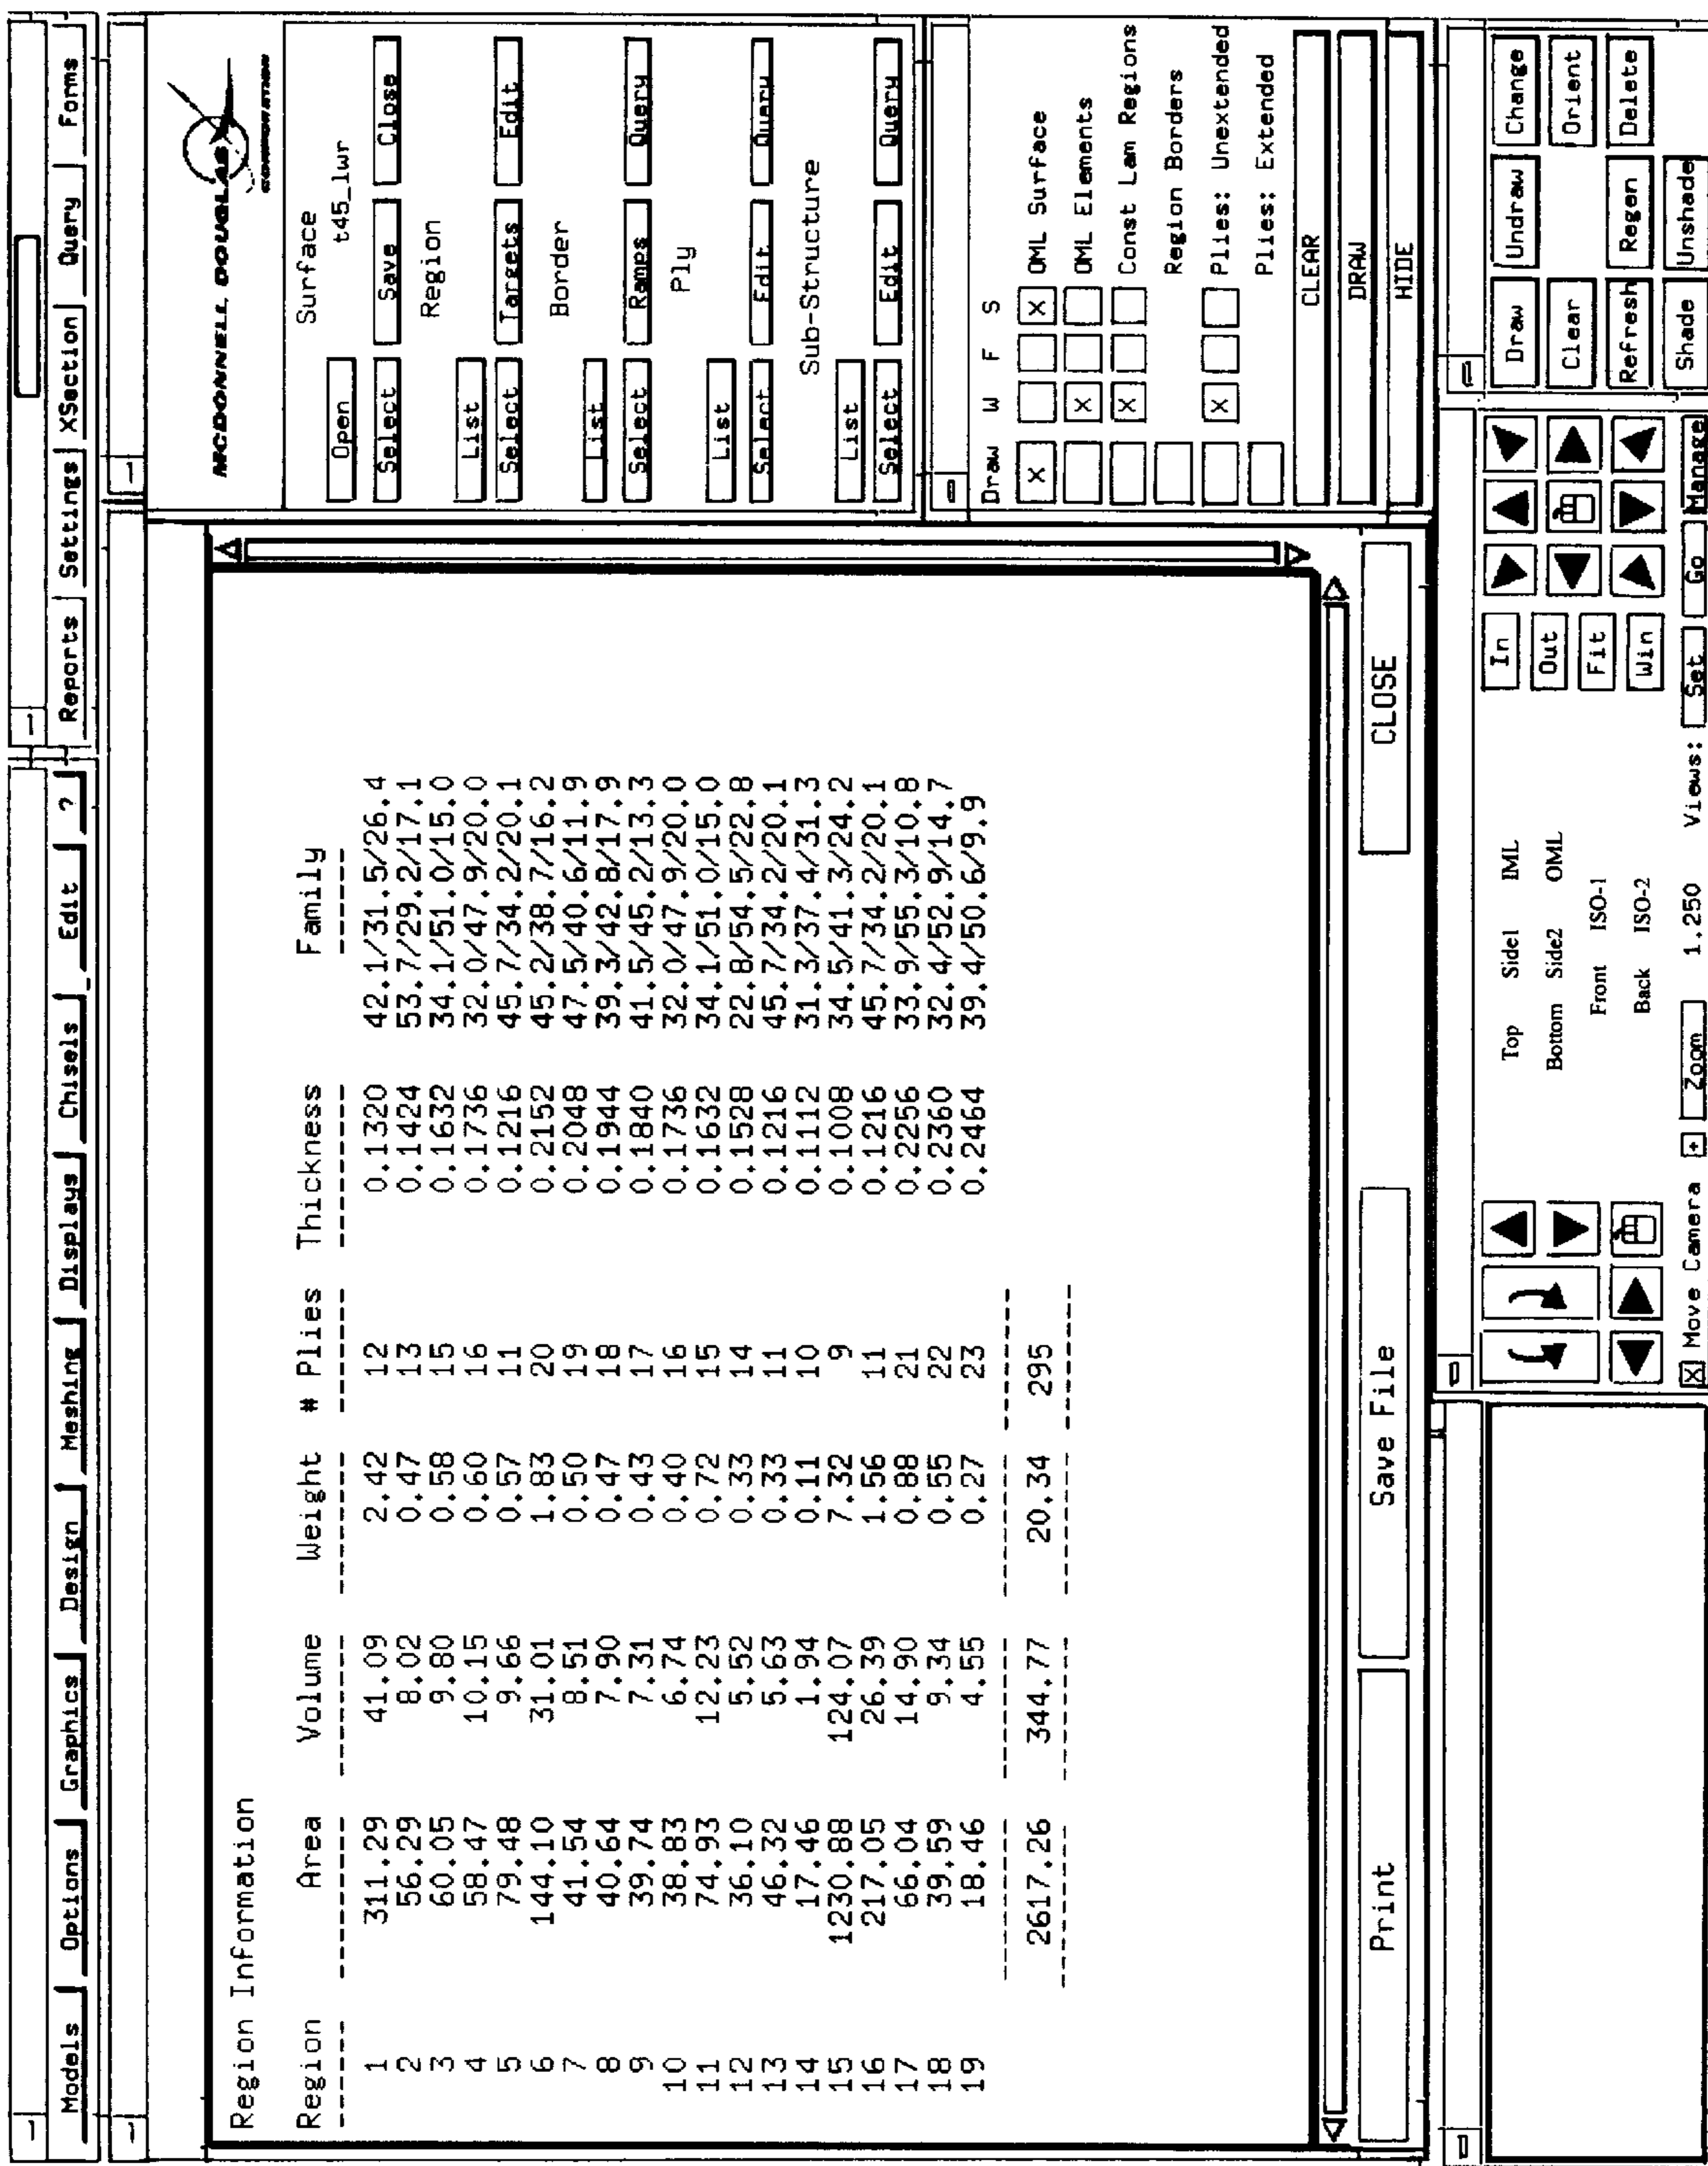 Models Options Graphics Design Meshing Displays Chisels Edit ?
Reports Settings XSection Query Forms
Region Information
Region Area Volume Weight # Plies Thickness Family
1 311.29 41.09 2.42 12 0.1320 42.1/31.5/26.4
2 56.29 8.02 0.47 13 0.1424 53.7/29.2/17.1
3 60.05 9.80 0.58 15 0.1632 34.1/51.0/15.0
4 58.47 10.15 0.60 16 0.1736 32.0/47.9/20.0
5 79.48 9.66 0.57 11 0.1216 45.7/34.2/20.1
6 144.10 31.01 1.83 20 0.2152 45.2/38.7/16.2
7 41.54 8.51 0.50 19 0.2048 47.5/40.6/11.9
8 40.64 7.90 0.47 18 0.1944 39.3/42.8/17.9
9 39.74 7.31 0.43 17 0.1840 41.5/45.2/13.3
10 38.83 6.74 0.40 16 0.1736 32.0/47.9/20.0
11 74.93 12.23 0.72 15 0.1632 34.1/51.0/15.0
12 36.10 5.52 0.33 14 0.1528 22.8/54.5/22.8
13 46.32 5.63 0.33 11 0.1216 45.7/34.2/20.1
14 17.46 1.94 0.11 10 0.1112 31.3/37.4/31.3
15 1230.88 124.07 7.32 9 0.1008 34.5/41.3/24.2
16 217.05 26.39 1.56 11 0.1216 45.7/34.2/20.1
17 66.04 14.90 0.88 21 0.2256 33.9/55.3/10.8
18 39.59 9.34 0.55 22 0.2360 32.4/52.9/14.7
19 18.46 4.55 0.27 23 0.2464 39.4/50.6/9.9
2617.26 344.77 20.34 295
Print Save File CLOSE
MCDONNELL DOUGLAS
CORPORATION
Surface
Open t45_lwr
Select Save Close
Region
List
Select Targets Edit
Border
List
Select Ramps Query
Ply
List
Select Edit Query
Sub-Structure
List
Select Edit Query
Draw W F S
X X OML Surface
X OML Elements
X Const Lam Regions
Region Borders
X Plies: Unextended
Plies: Extended
CLEAR
DRAW
HIDE
Top Side1 IML In
Bottom Side2 OML Out
Front ISO-1 Fit
Back ISO-2 Win
X Move Camera + Zoom 1.250 Views: Set Go Manage
Draw Undraw Change
Clear Orient
Refresh Regen Delete
Shade Unshade